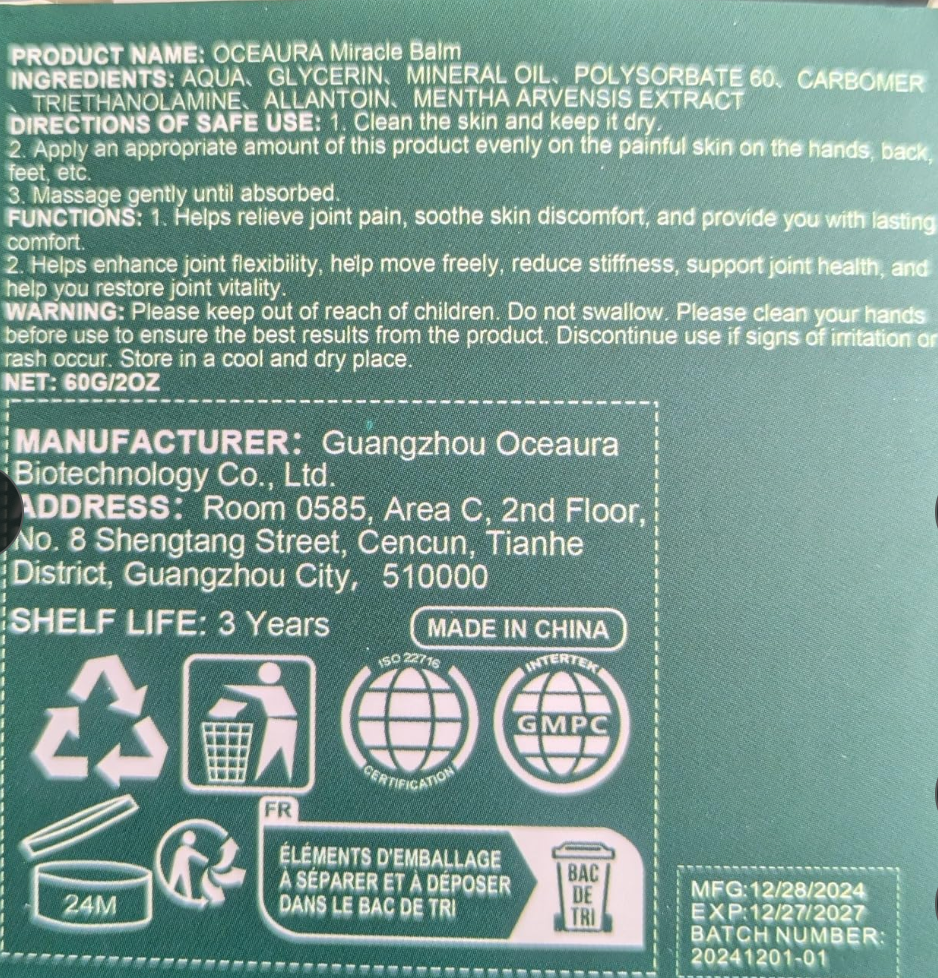 PRODUCT NAME: OCEAURA Miracle Balm
INGREDIENTS: AQUA、GLYCERIN、MINERAL OIL、POLYSORBATE 60、CARBOMER
、TRIETHANOLAMINE、ALLANTOIN、MENTHA ARVENSIS EXTRACT
DIRECTIONS OF SAFE USE: 1. Clean the skin and keep it dry.
2. Apply an appropriate amount of this product evenly on the painful skin on the hands, back,
feet, etc.
3. Massage gently until absorbed.
FUNCTIONS: 1. Helps relieve joint pain, soothe skin discomfort, and provide you with lasting
comfort.
2. Helps enhance joint flexibility, help move freely, reduce stiffness, support joint health, and
help you restore joint vitality.
WARNING: Please keep out of reach of children. Do not swallow. Please clean your hands
before use to ensure the best results from the product. Discontinue use if signs of irritation or
rash occur. Store in a cool and dry place.
NET: 60G/2OZ
MANUFACTURER: Guangzhou Oceaura
Biotechnology Co., Ltd.
ADDRESS: Room 0585, Area C, 2nd Floor,
No. 8 Shengtang Street, Cencun, Tianhe
District, Guangzhou City, 510000
SHELF LIFE: 3 Years
MADE IN CHINA
ISO 22716
CERTIFICATION
INTERTEK
GMPC
24M
FR
ÉLÉMENTS D'EMBALLAGE
À SÉPARER ET À DÉPOSER
DANS LE BAC DE TRI
BAC
DE
TRI
MFG:12/28/2024
EXP:12/27/2027
BATCH NUMBER:
20241201-01